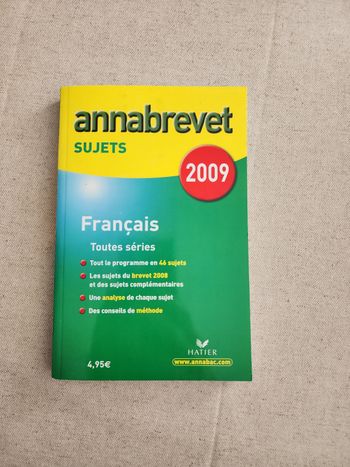 annabrevet
SUJETS
2009
Français
Toutes séries
Tout le programme en 46 sujets
Les sujets du brevet 2008
et des sujets complémentaires
Une analyse de chaque sujet
Des conseils de méthode
HATIER
4,95€
www.annabac.com